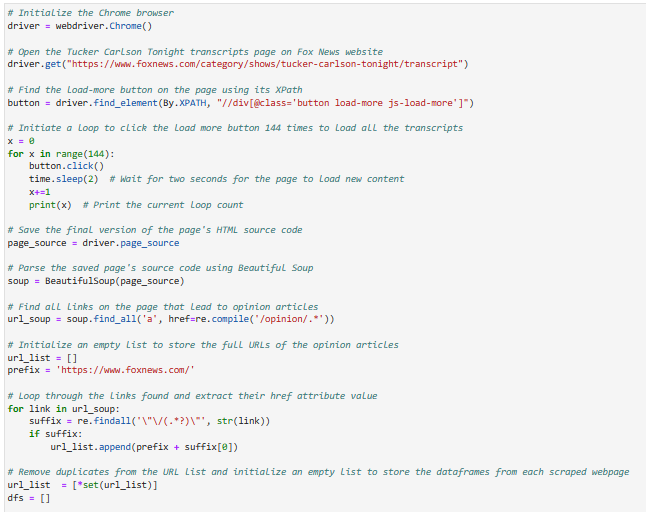 # Initialize the Chrome browser
driver = webdriver.Chrome()
# Open the Tucker Carlson Tonight transcripts page on Fox News website
driver.get("https://www.foxnews.com/category/shows/tucker-carlson-tonight/transcript")
# Find the load-more button on the page using its XPath
button = driver.find_element(By.XPATH, "//div[@class='button load-more js-load-more']")
# Initiate a loop to click the load more button 144 times to load all the transcripts
x = 0
for x in range(144):
    button.click()
    time.sleep(2)  # Wait for two seconds for the page to load new content
    x+=1
    print(x)  # Print the current loop count
# Save the final version of the page's HTML source code
page_source = driver.page_source
# Parse the saved page's source code using Beautiful Soup
soup = BeautifulSoup(page_source)
# Find all links on the page that lead to opinion articles
url_soup = soup.find_all('a', href=re.compile('/opinion/.*'))
# Initialize an empty list to store the full URLs of the opinion articles
url_list = []
prefix = 'https://www.foxnews.com/'
# Loop through the links found and extract their href attribute value
for link in url_soup:
    suffix = re.findall('\"\/(.*?)\"', str(link))
    if suffix:
        url_list.append(prefix + suffix[0])
# Remove duplicates from the URL list and initialize an empty list to store the dataframes from each scraped webpage
url_list  = [*set(url_list)]
dfs = []